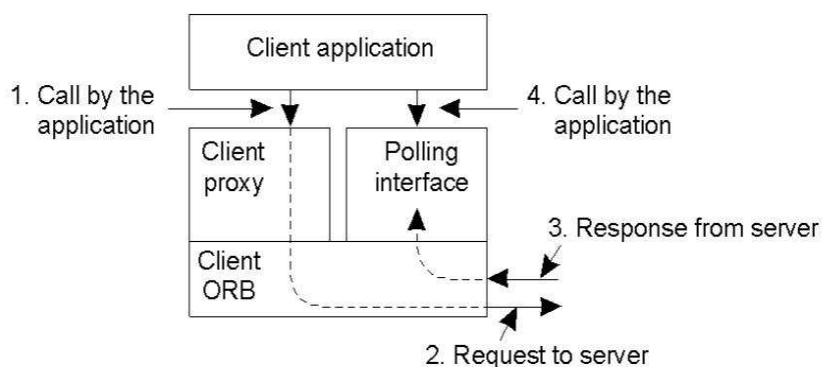 Client application
1. Call by the
application
4. Call by the
application
Client
proxy
Polling
interface
3. Response from server
Client
ORB
2. Request to server